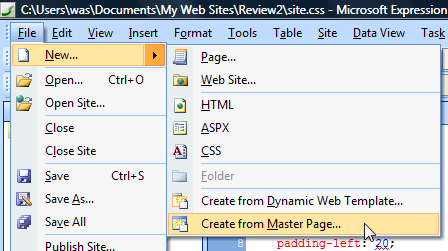 C:\Users\was\Documents\My Web Sites\Review2\site.css - Microsoft Expression
File Edit View Insert Format Tools Table Site Data View Task
New...
Open... Ctrl+O
Open Site...
Close
Close Site
Save Ctrl+S
Save As...
Save All
Publish Site...
Page...
Web Site...
HTML
ASPX
CSS
Folder
Create from Dynamic Web Template...
Create from Master Page...
8 padding-left: 20;